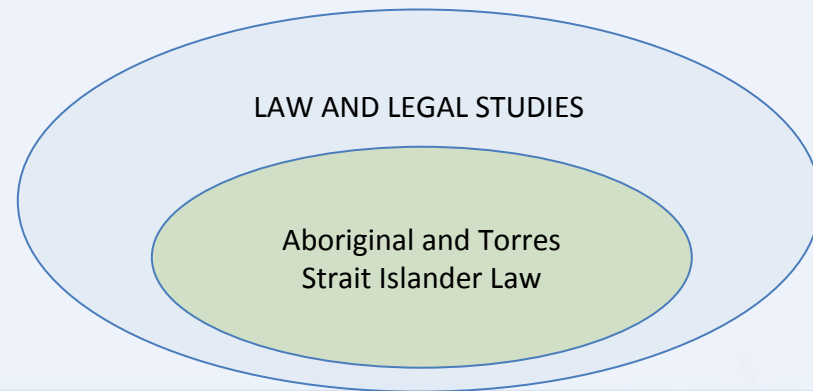 LAW AND LEGAL STUDIES
Aboriginal and Torres
Strait Islander Law